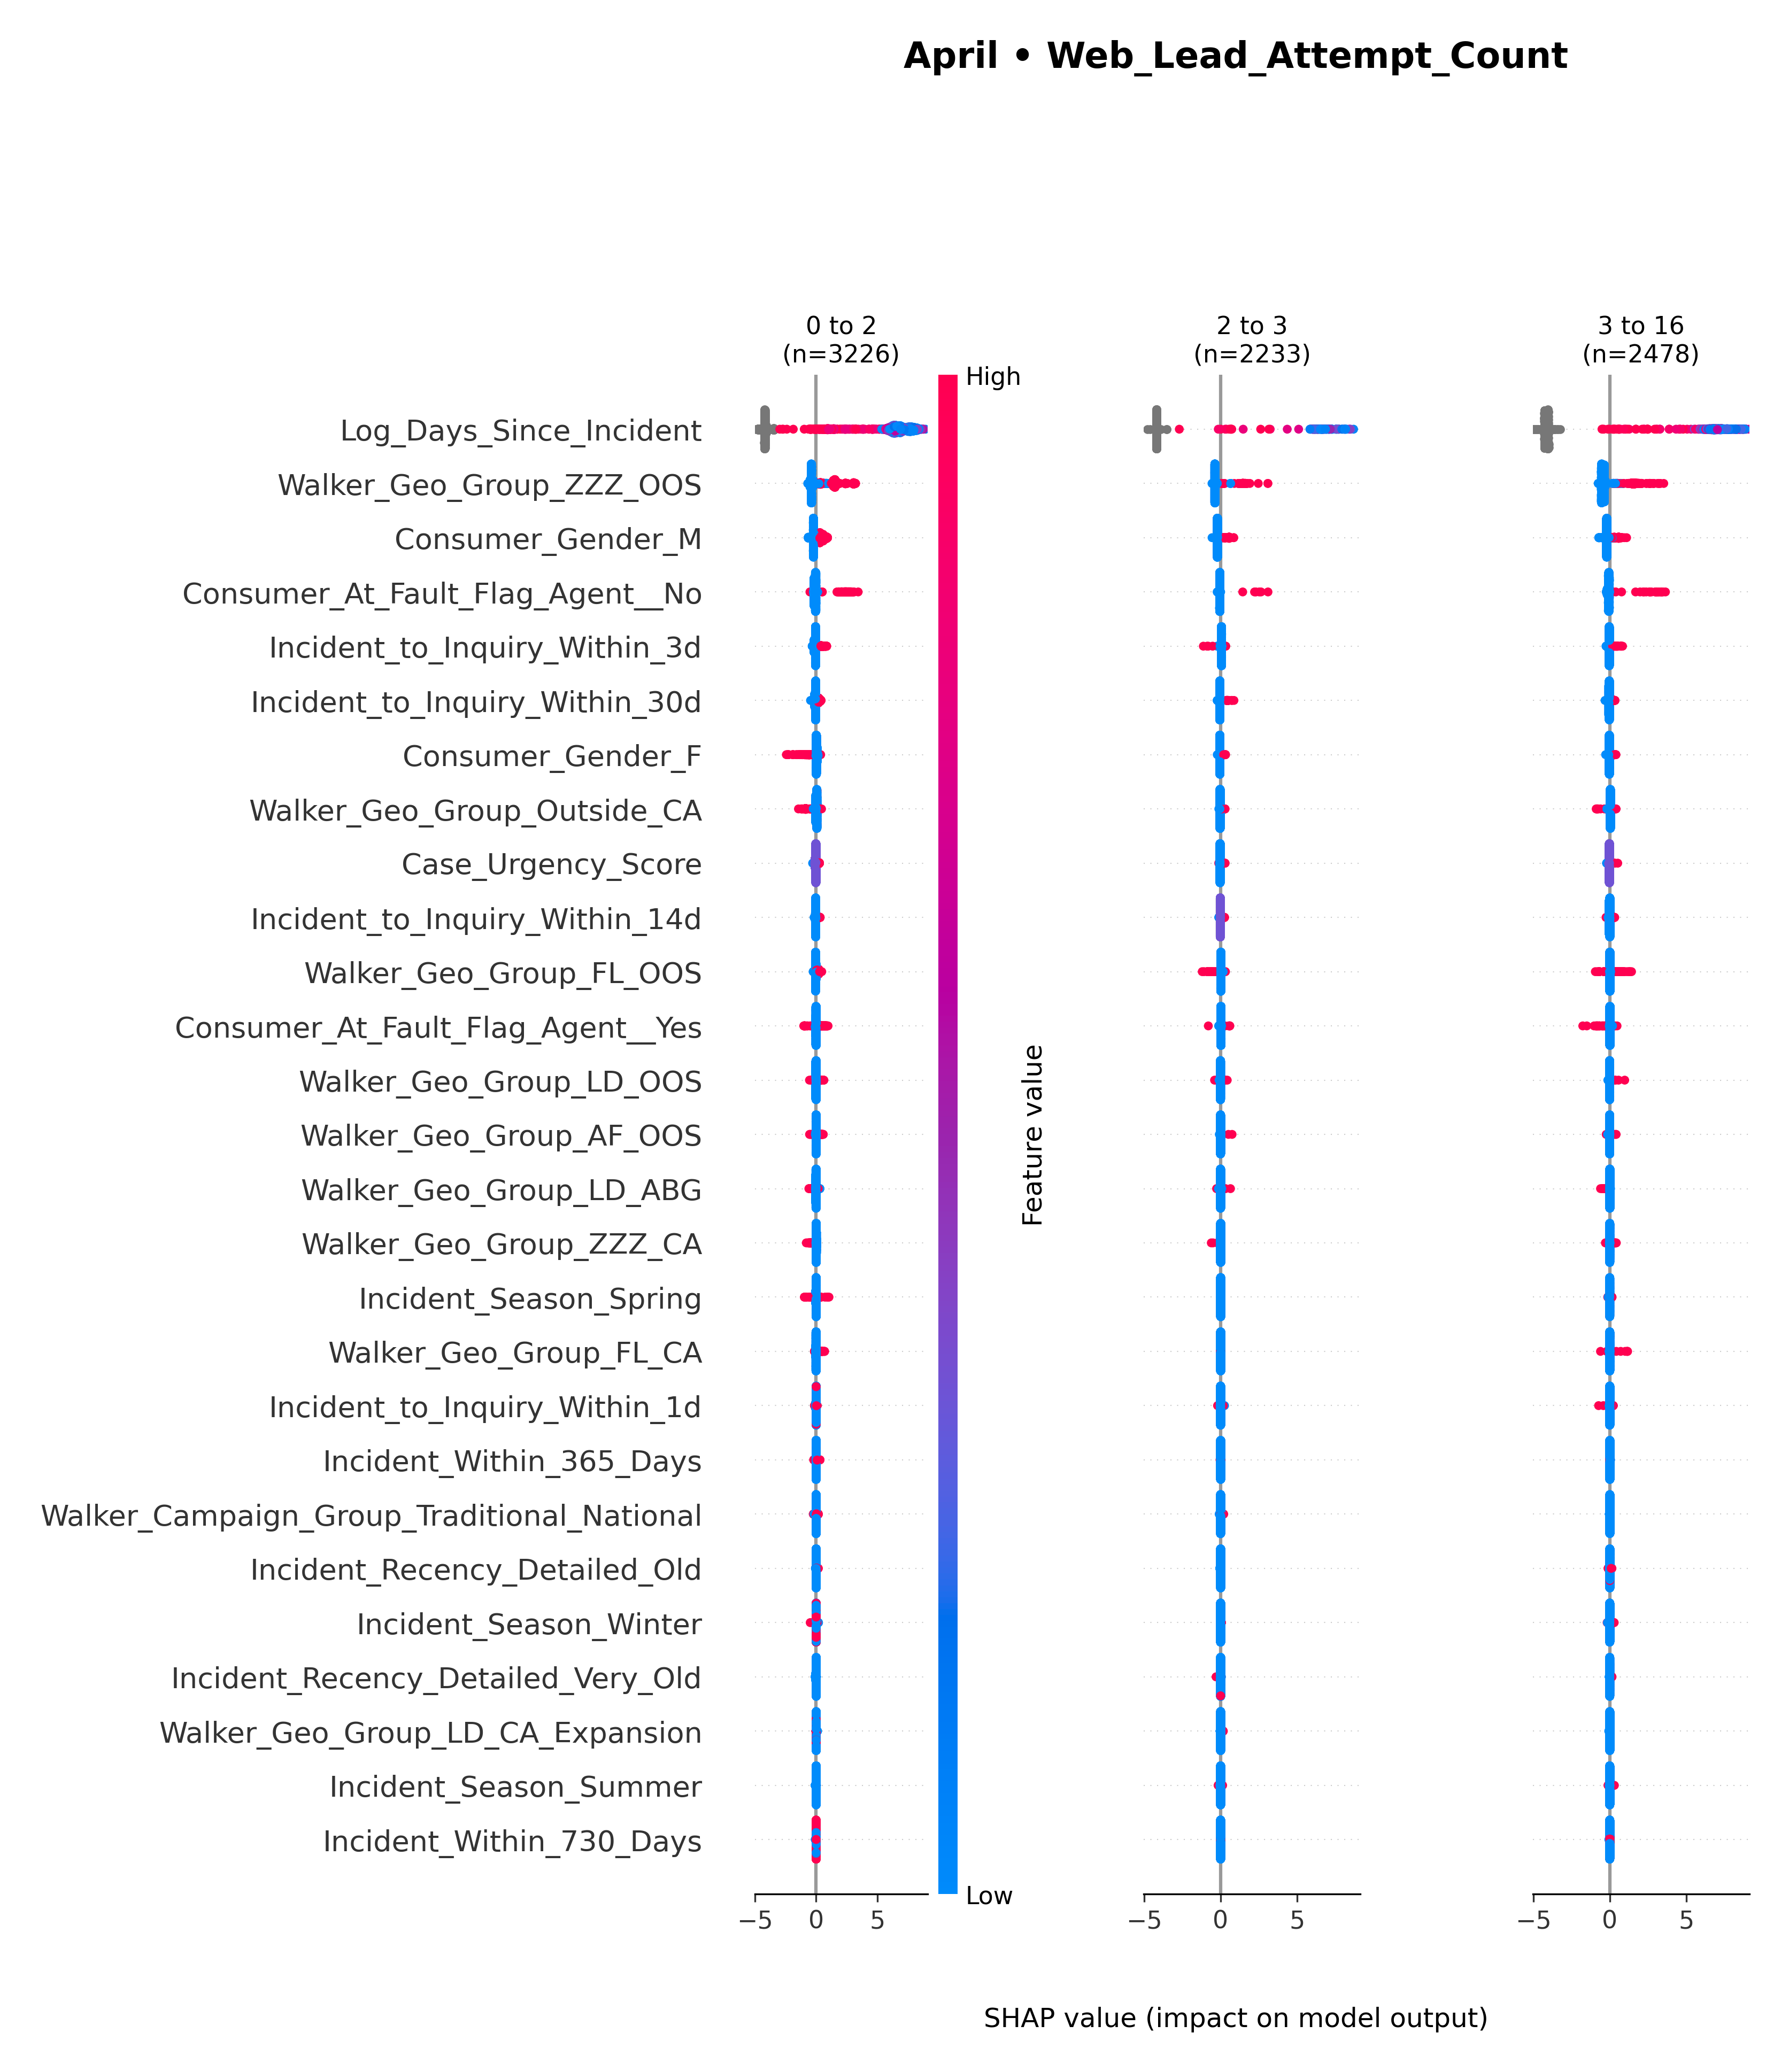 April • Web_Lead_Attempt_Count
0 to 2
(n=3226)
2 to 3
(n=2233)
3 to 16
(n=2478)
High
Log_Days_Since_Incident
Walker_Geo_Group_ZZZ_OOS
Consumer_Gender_M
Consumer_At_Fault_Flag_Agent__No
Incident_to_Inquiry_Within_3d
Incident_to_Inquiry_Within_30d
Consumer_Gender_F
Walker_Geo_Group_Outside_CA
Case_Urgency_Score
Incident_to_Inquiry_Within_14d
Walker_Geo_Group_FL_OOS
Consumer_At_Fault_Flag_Agent__Yes
Walker_Geo_Group_LD_OOS
Walker_Geo_Group_AF_OOS
Walker_Geo_Group_LD_ABG
Walker_Geo_Group_ZZZ_CA
Incident_Season_Spring
Walker_Geo_Group_FL_CA
Incident_to_Inquiry_Within_1d
Incident_Within_365_Days
Walker_Campaign_Group_Traditional_National
Incident_Recency_Detailed_Old
Incident_Season_Winter
Incident_Recency_Detailed_Very_Old
Walker_Geo_Group_LD_CA_Expansion
Incident_Season_Summer
Incident_Within_730_Days
Feature value
Low
−5 0 5
−5 0 5
−5 0 5
SHAP value (impact on model output)